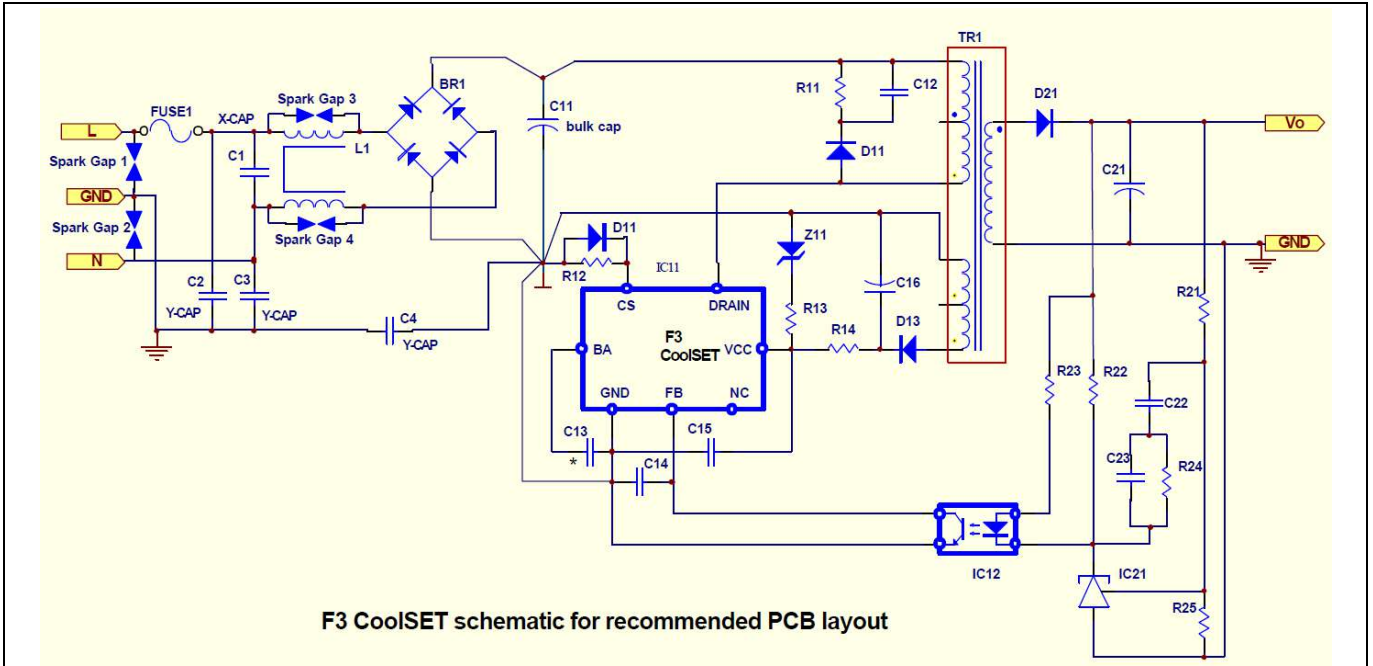 TR1
BR1
R11
C12
Spark Gap 3
FUSE1
X-CAP
C11
bulk cap
D21
L
L1
Vo
Spark Gap 1
C1
D11
C21
GND
Spark Gap 2
Spark Gap 4
D11
Z11
GND
N
R12
IC11
C2
C3
CS
DRAIN
C16
R21
Y-CAP
Y-CAP
C4
Y-CAP
F3
CoolSET
R13
R14
D13
BA
VCC
GND
FB
NC
R23
R22
C22
C13
*
C15
C14
C23
R24
IC12
IC21
R25
F3 CoolSET schematic for recommended PCB layout